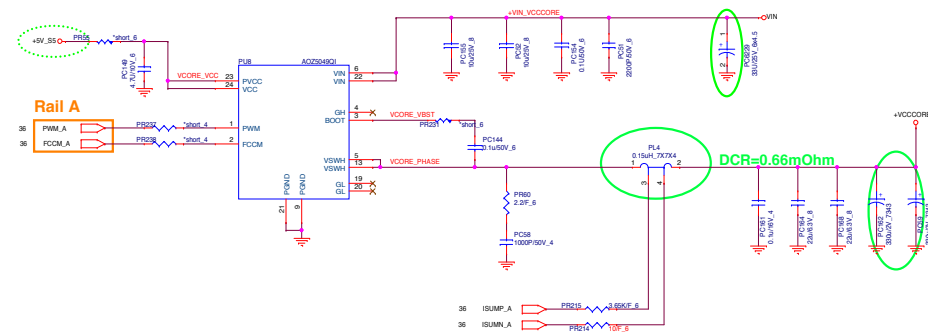 +VIN_VCCCORE
VIN
+5V_S5
PR55
*short_6
PC149
4.7U/10V_6
VCORE_VCC
PU8
AOZ5049QI
23
24
PVCC
VCC
VIN
VIN
6
22
PC155
10u/25V_8
PC52
10u/25V_8
PC154
0.1U/50V_6
PC51
2200P/50V_6
1
+
2
PC6229
33U/25V_6x4.5
Rail A
36
PWM_A
PR237
*short_4
1
PWM
36
FCCM_A
PR238
*short_4
2
FCCM
GH
BOOT
4
3
VCORE_VBST
PR231
*short_6
PC144
0.1u/50V_6
VSWH
VSWH
5
13
VCORE_PHASE
GL
GL
19
20
PGND
PGND
21
9
PR60
2.2/F_6
PC58
1000P/50V_4
PL4
0.15uH_7X7X4
1
2
3
4
DCR=0.66mOhm
+VCCCORE
PC161
0.1u/16V_4
PC164
22u/6.3V_8
PC168
22u/6.3V_8
+
PC162
330u/2V_7343
+
36
ISUMP_A
PR215
3.65K/F_6
36
ISUMN_A
PR214
10/F_6